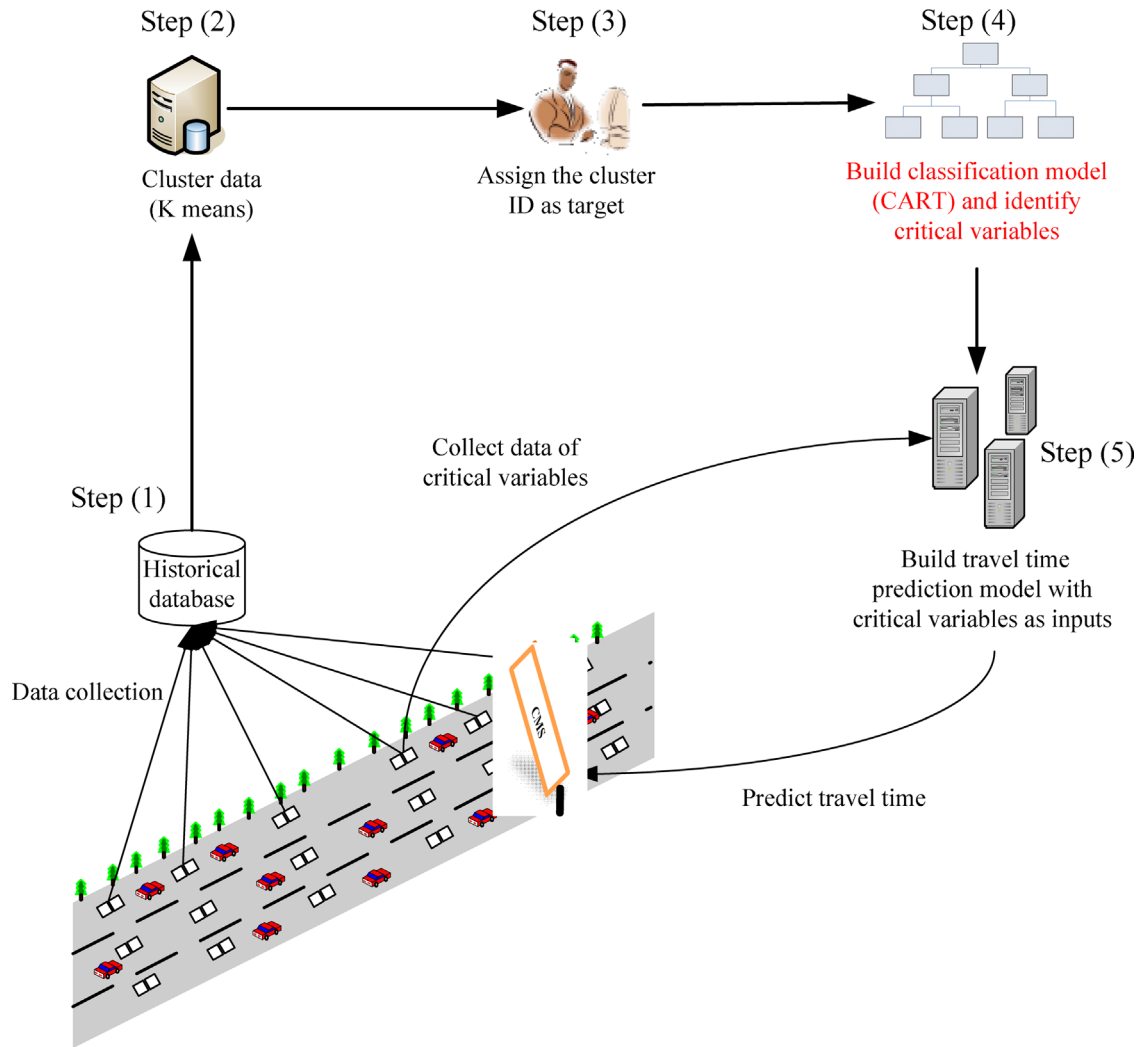 Step (2)
Step (3)
Step (4)
Cluster data
(K means)
Assign the cluster
ID as target
Build classification model
(CART) and identify
critical variables
Collect data of
critical variables
Step (5)
Step (1)
Historical
database
Build travel time
prediction model with
critical variables as inputs
Data collection
CMS
Predict travel time